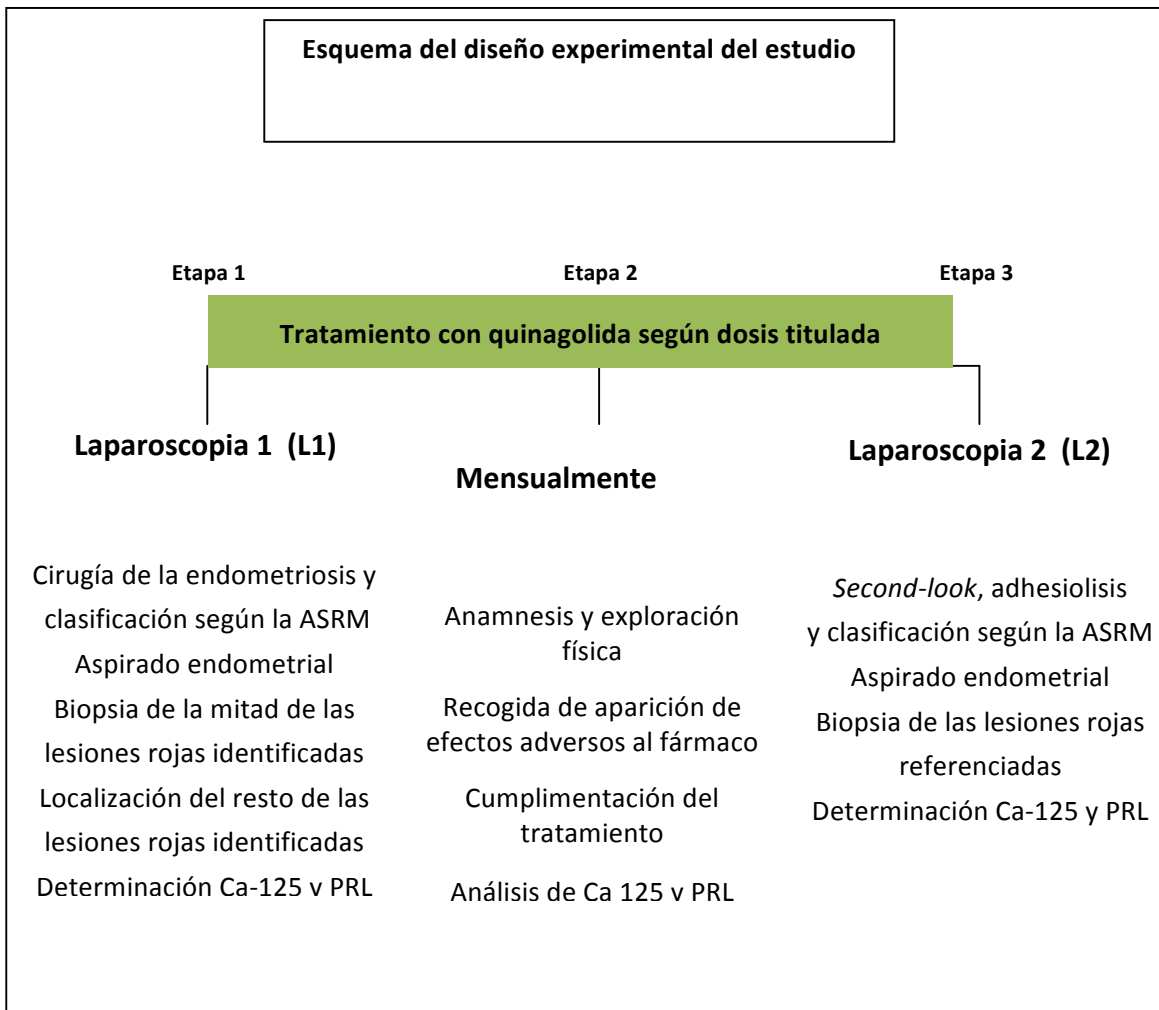 Esquema del diseño experimental del estudio
Etapa 1
Etapa 2
Etapa 3
Tratamiento con quinagolida según dosis titulada
Laparoscopia 1 (L1)
Cirugía de la endometriosis y
clasificación según la ASRM
Aspirado endometrial
Biopsia de la mitad de las
lesiones rojas identificadas
Localización del resto de las
lesiones rojas identificadas
Determinación Ca-125 y PRL
Mensualmente
Anamnesis y exploración
física
Recogida de aparición de
efectos adversos al fármaco
Cumplimentación del
tratamiento
Análisis de Ca 125 y PRL
Laparoscopia 2 (L2)
Second-look, adhesiolisis
y clasificación según la ASRM
Aspirado endometrial
Biopsia de las lesiones rojas
referenciadas
Determinación Ca-125 y PRL